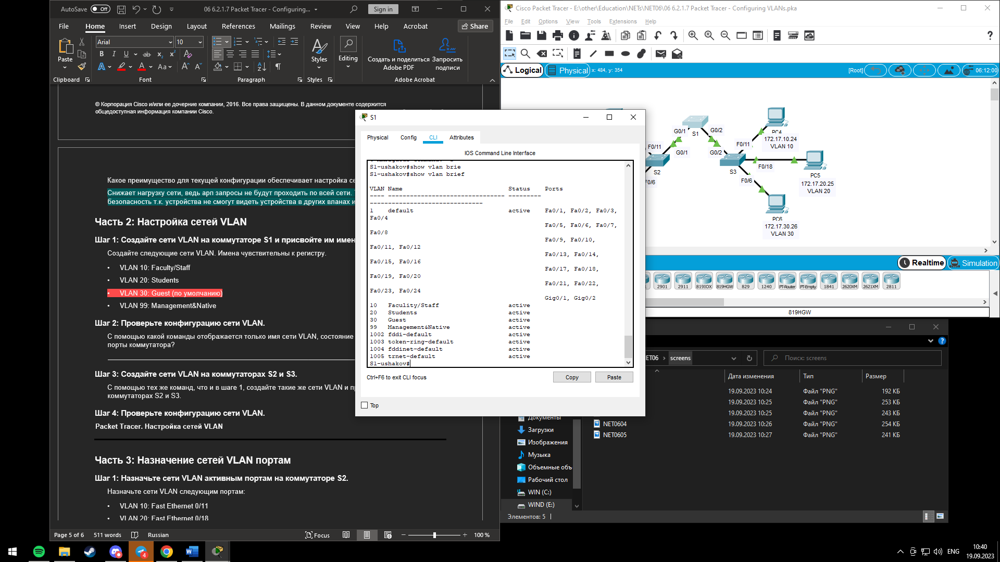 AutoSave Off
06 6.2.1.7 Packet Tracer - Configuring...
Sign in
File Home Insert Design Layout References Mailings Review View Help Acrobat Share
Arial 10
Paste
Styles
Editing
Создать и поделиться Adobe PDF
Запросить подписи
Clipboard Font Paragraph Styles Adobe Acrobat
© Корпорация Cisco и/или ее дочерние компании, 2016. Все права защищены. В данном документе содержится
общедоступная информация компании Cisco.
Какое преимущество для текущей конфигурации обеспечивает настройка се
Снижает нагрузку сети, ведь арп запросы не будут проходить по всей сети.
безопасность т.к. устройства не смогут видеть устройства в других вланах и
Часть 2: Настройка сетей VLAN
Шаг 1: Создайте сети VLAN на коммутаторе S1 и присвойте им имен
Создайте следующие сети VLAN. Имена чувствительны к регистру.
• VLAN 10: Faculty/Staff
• VLAN 20: Students
• VLAN 30: Guest (по умолчанию)
• VLAN 99: Management&Native
Шаг 2: Проверьте конфигурацию сети VLAN.
С помощью какой команды отображается только имя сети VLAN, состояние
порты коммутатора?
Шаг 3: Создайте сети VLAN на коммутаторах S2 и S3.
С помощью тех же команд, что и в шаге 1, создайте такие же сети VLAN и п
коммутаторах S2 и S3.
Шаг 4: Проверьте конфигурацию сети VLAN.
Packet Tracer. Настройка сетей VLAN
Часть 3: Назначение сетей VLAN портам
Шаг 1: Назначьте сети VLAN активным портам на коммутаторе S2.
Назначьте сети VLAN следующим портам:
• VLAN 10: Fast Ethernet 0/11
• VLAN 20: Fast Ethernet 0/18
Page 5 of 6 511 words Russian Focus 100 %
Cisco Packet Tracer - E:\other\Education\NETs\NET06\06 6.2.1.7 Packet Tracer - Configuring VLANs.pka
File Edit Options View Tools Extensions Help
Logical Physical x: 484, y: 354 [Root] 06:12:00
G0/1
S1
G0/2
F0/11
G0/1
S2
F0/6
G0/2
S3
F0/11
F0/18
F0/6
PC4
172.17.10.24
VLAN 10
PC5
172.17.20.25
VLAN 20
PC6
172.17.30.26
VLAN 30
Realtime Simulation
2901 2911 819IOX 819HGW 829 1240 PT-Router PT-Empty 1841 2620XM 2621XM 2811
819HGW
S1
Physical Config CLI Attributes
IOS Command Line Interface
S1-ushakov#show vlan brie
S1-ushakov#show vlan brief
VLAN Name Status Ports
---- -------------------------------- ---------
-------------------------------
1 default active Fa0/1, Fa0/2, Fa0/3,
Fa0/4
Fa0/5, Fa0/6, Fa0/7,
Fa0/8
Fa0/9, Fa0/10,
Fa0/11, Fa0/12
Fa0/13, Fa0/14,
Fa0/15, Fa0/16
Fa0/17, Fa0/18,
Fa0/19, Fa0/20
Fa0/21, Fa0/22,
Fa0/23, Fa0/24
Gig0/1, Gig0/2
10 Faculity/Staff active
20 Students active
30 Guest active
99 Management&Native active
1002 fddi-default active
1003 token-ring-default active
1004 fddinet-default active
1005 trnet-default active
S1-ushakov#
Ctrl+F6 to exit CLI focus
Copy Paste
Top
screens
Поиск: screens
Дата изменения Тип Размер
19.09.2023 10:24 Файл "PNG" 192 КБ
19.09.2023 10:25 Файл "PNG" 253 КБ
19.09.2023 10:25 Файл "PNG" 243 КБ
NET0604 19.09.2023 10:26 Файл "PNG" 254 КБ
NET0605 19.09.2023 10:27 Файл "PNG" 241 КБ
Документы
Загрузки
Изображения
Музыка
Объемные объ
Рабочий стол
WIN (C:)
WIND (E:)
Элементов: 5
4
ENG
10:40
19.09.2023